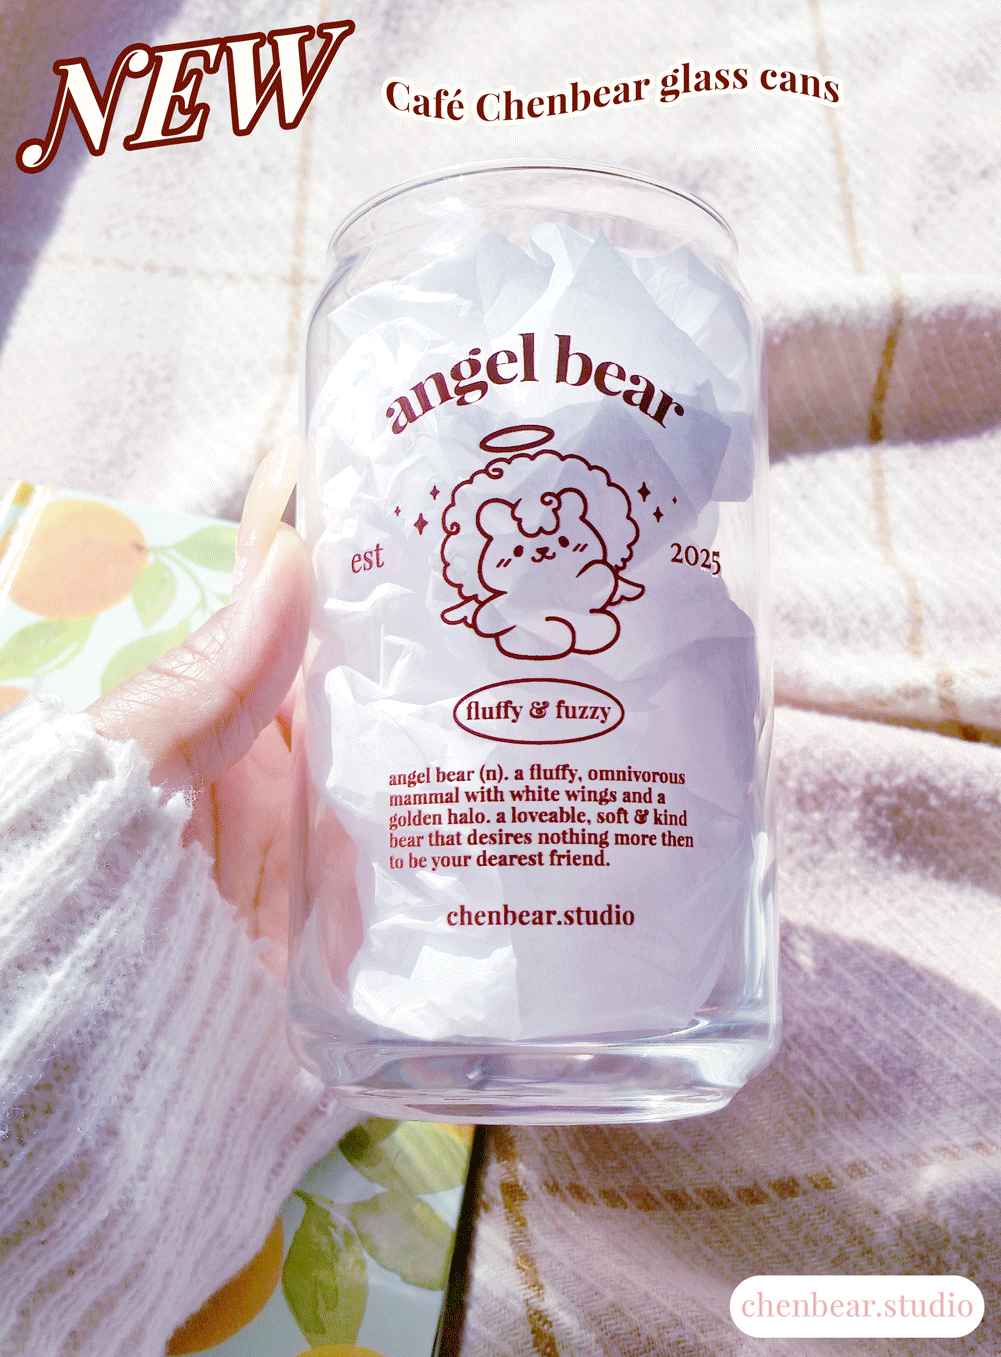 NEW
Café Chenbear glass cans
angel bear
est
2025
fluffy & fuzzy
angel bear (n). a fluffy, omnivorous
mammal with white wings and a
golden halo. a loveable, soft & kind
bear that desires nothing more then
to be your dearest friend.
chenbear.studio
chenbear.studio